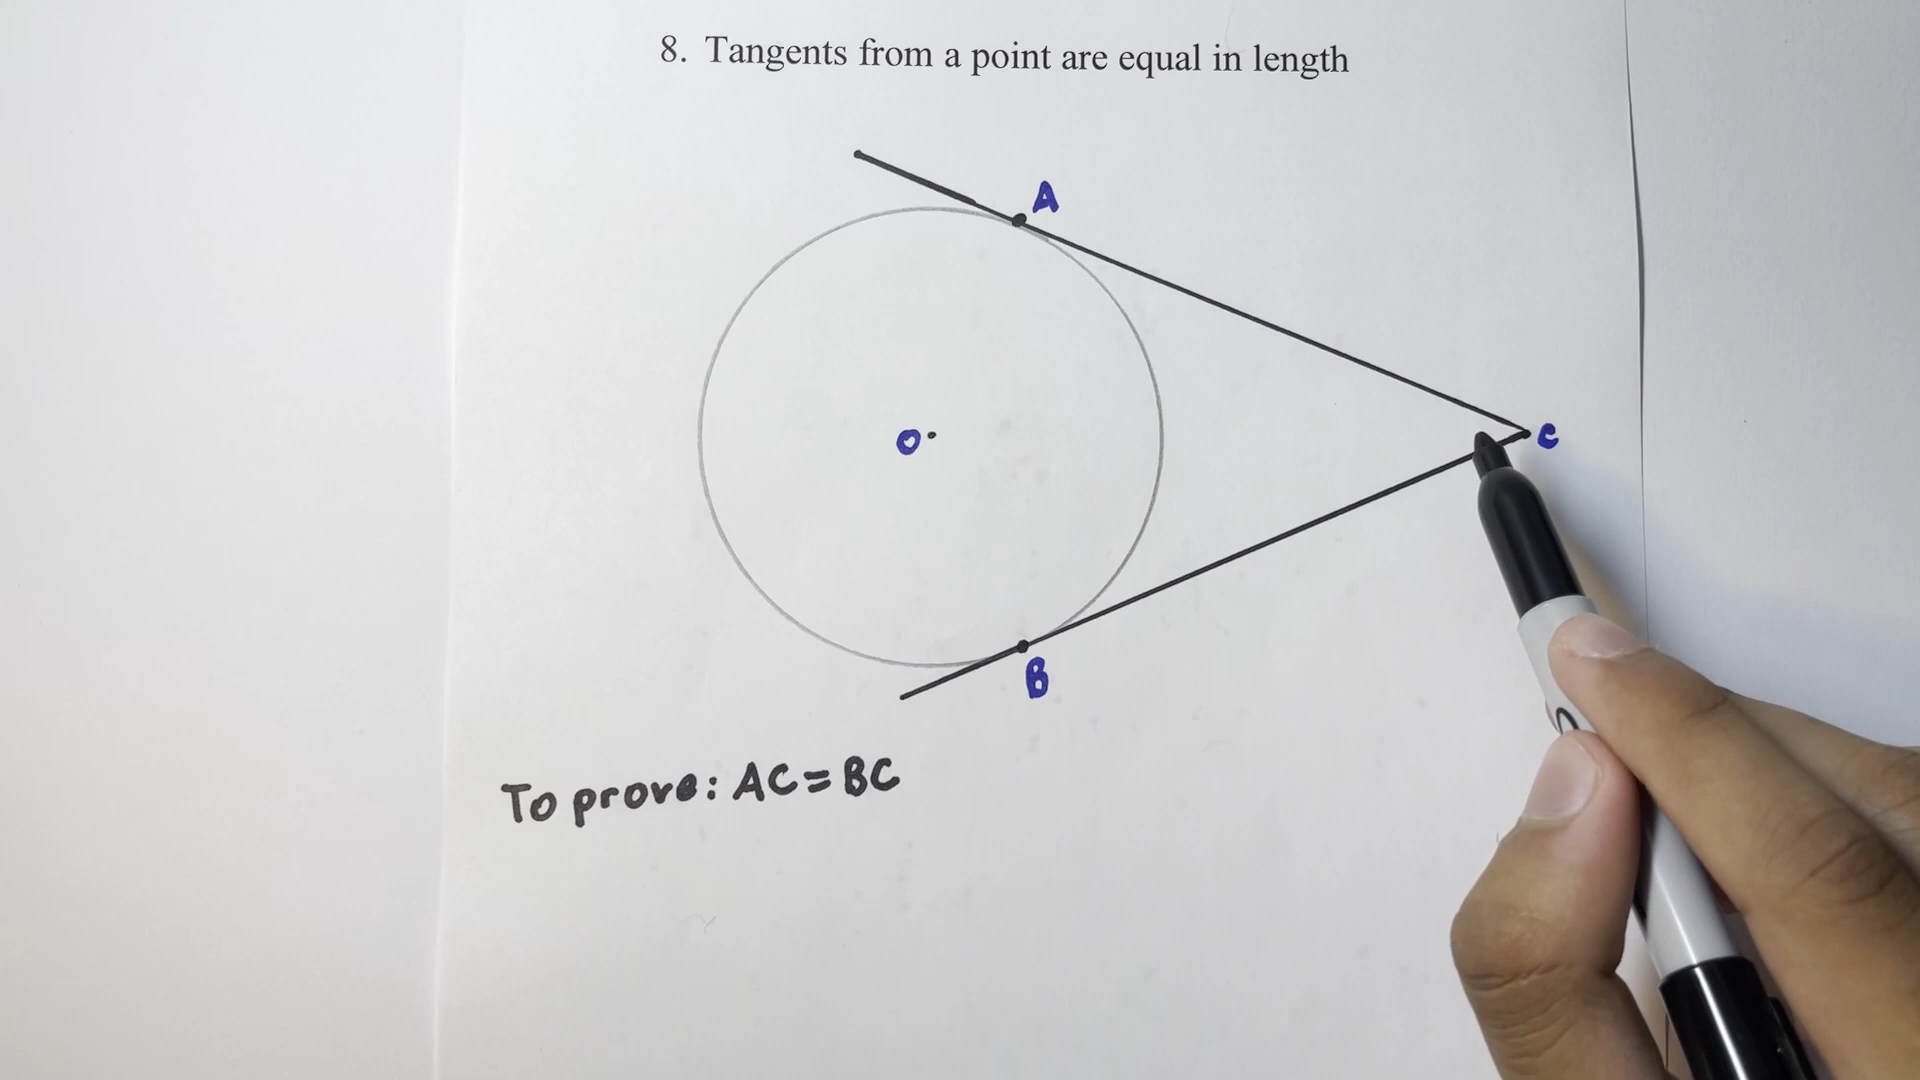 8. Tangents from a point are equal in length
A
O
C
B
To prove: AC=BC